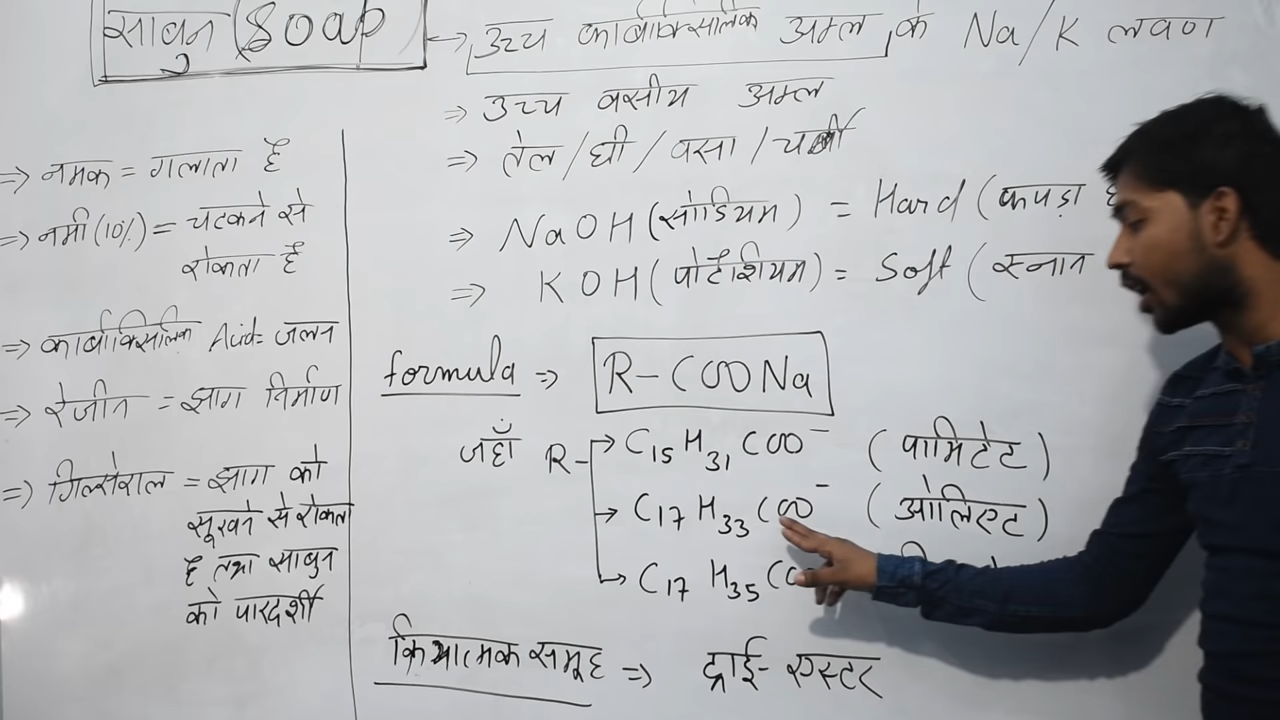 साबुन (Soap → उच्च कार्बोक्सिलिक अम्ल के Na/K लवण
⇒ उच्च वसीय अम्ल
⇒ तेल/घी/वसा/चर्बी
⇒ NaOH (सोडियम) = Hard (कपड़ा
⇒ KOH (पोटैशियम) = Soft (स्नान
formula ⇒ R-COONa
जहाँ R- → C₁₅H₃₁COO⁻ (पामिटेट)
→ C₁₇H₃₃COO⁻ (ओलिएट)
→ C₁₇H₃₅CO
क्रियात्मक समूह ⇒ ट्राई-एस्टर
⇒ नमक = गलाता है
⇒ नमी (10%) = चटकने से
रोकता है
⇒ कार्बोक्सिलिक Acid = जलन
⇒ रेजीन = झाग निर्माण
⇒ गिल्सेराल = झाग को
सूखने से रोकता
है तथा साबुन
को पारदर्शी